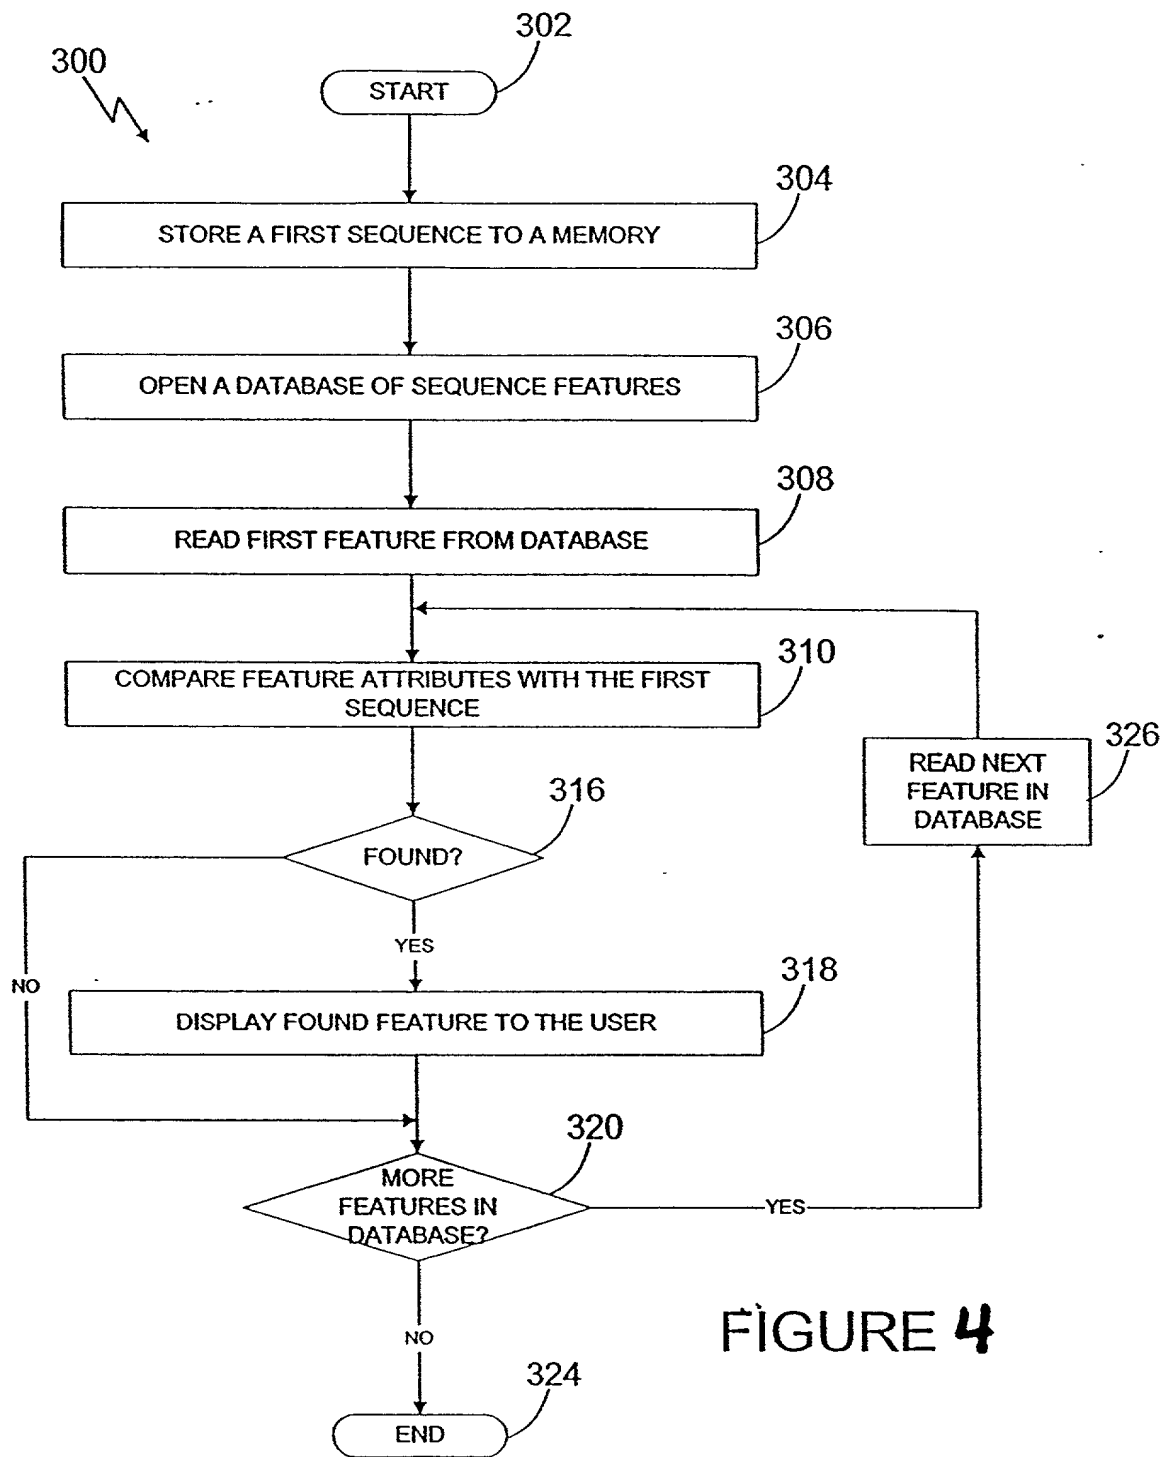 302
300
START
304
STORE A FIRST SEQUENCE TO A MEMORY
306
OPEN A DATABASE OF SEQUENCE FEATURES
308
READ FIRST FEATURE FROM DATABASE
310
COMPARE FEATURE ATTRIBUTES WITH THE FIRST
SEQUENCE
326
READ NEXT
FEATURE IN
DATABASE
316
FOUND?
YES
NO
318
DISPLAY FOUND FEATURE TO THE USER
320
MORE
FEATURES IN
DATABASE?
YES
NO
FIGURE 4
324
END